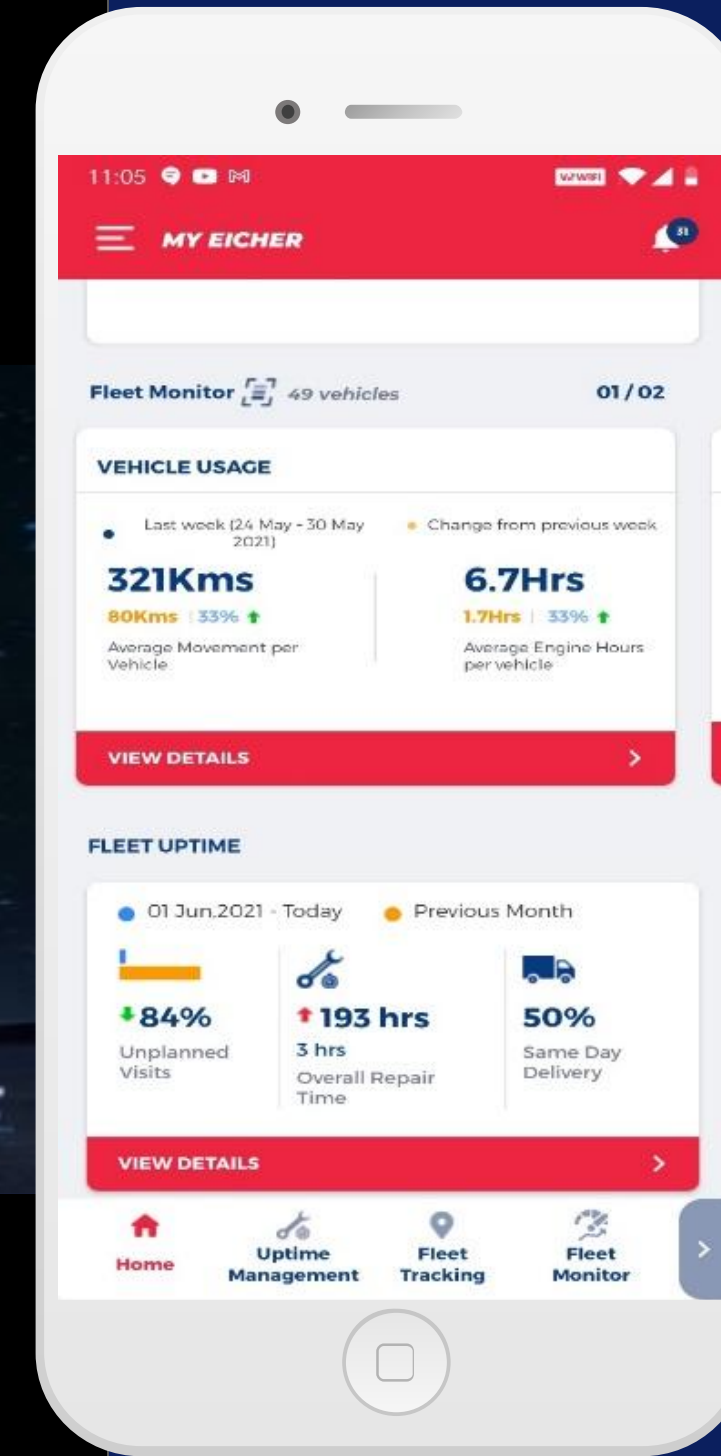 11:05
VZWIFI
MY EICHER
31
Fleet Monitor 49 vehicles 01/02
VEHICLE USAGE
Last week (24 May - 30 May 2021)
Change from previous week
321Kms
80Kms | 33%
Average Movement per
Vehicle
6.7Hrs
1.7Hrs | 33%
Average Engine Hours
per vehicle
VIEW DETAILS >
FLEET UPTIME
01 Jun,2021 - Today
Previous Month
84%
Unplanned
Visits
193 hrs
3 hrs
Overall Repair
Time
50%
Same Day
Delivery
VIEW DETAILS >
Home
Uptime
Management
Fleet
Tracking
Fleet
Monitor
>